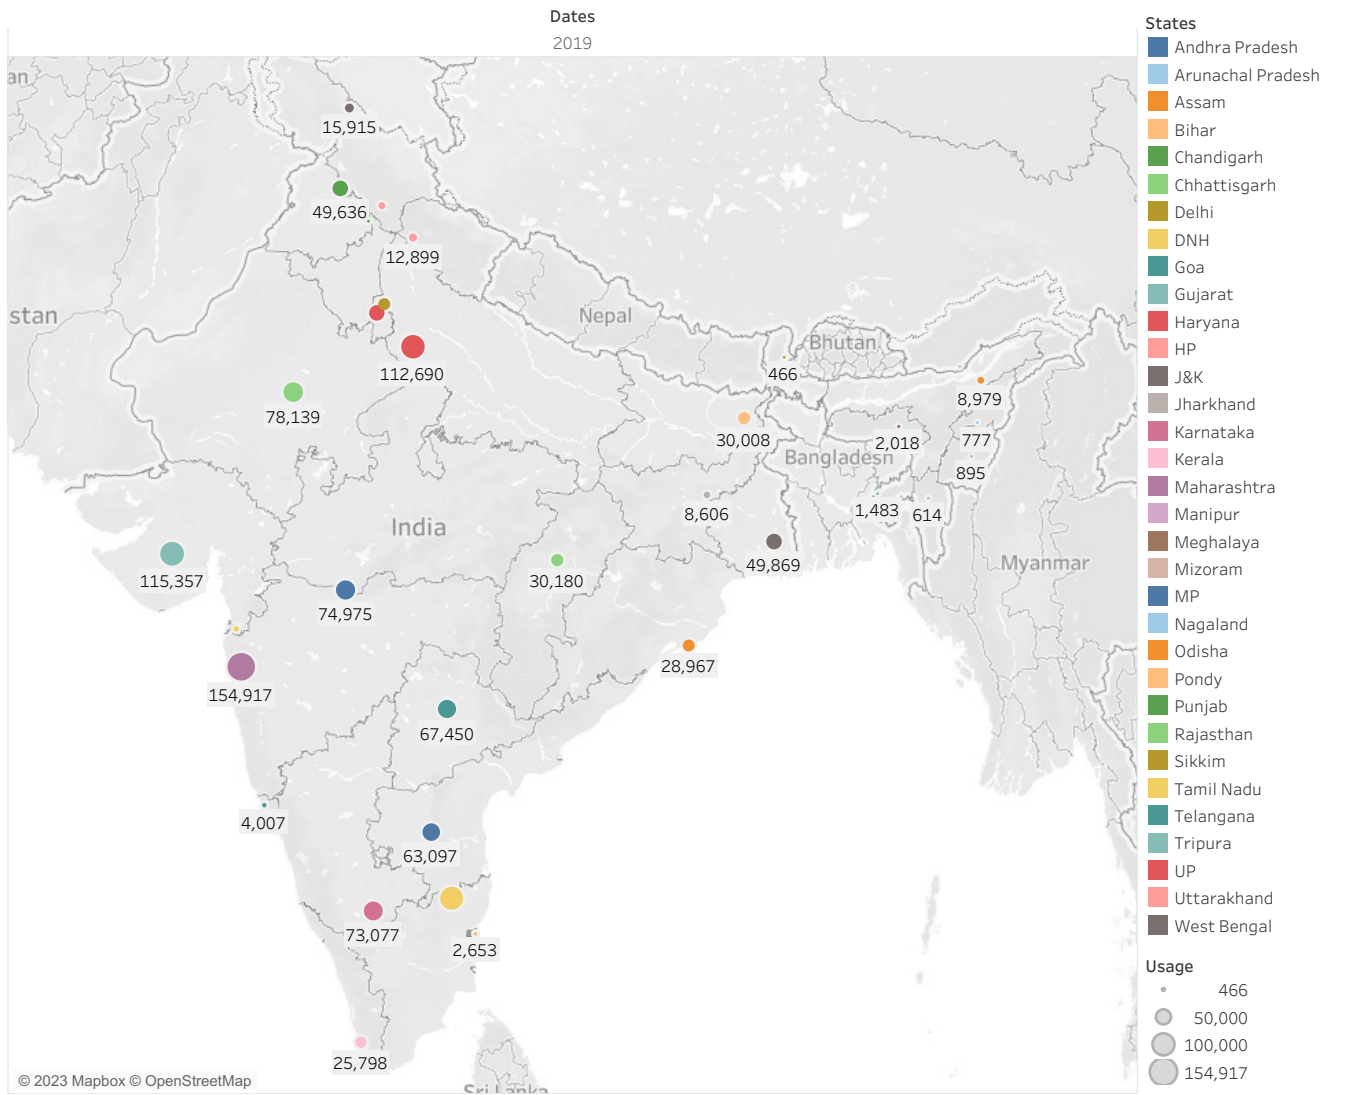 Dates
2019
an
15,915
49,636
12,899
stan
Nepal
Bhutan
112,690
466
8,979
78,139
30,008
2,018
777
Bangladesh
895
8,606
1,483
614
India
49,869
Myanmar
115,357
30,180
74,975
28,967
154,917
67,450
4,007
63,097
73,077
2,653
25,798
© 2023 Mapbox © OpenStreetMap
Sri Lanka
States
Andhra Pradesh
Arunachal Pradesh
Assam
Bihar
Chandigarh
Chhattisgarh
Delhi
DNH
Goa
Gujarat
Haryana
HP
J&K
Jharkhand
Karnataka
Kerala
Maharashtra
Manipur
Meghalaya
Mizoram
MP
Nagaland
Odisha
Pondy
Punjab
Rajasthan
Sikkim
Tamil Nadu
Telangana
Tripura
UP
Uttarakhand
West Bengal
Usage
466
50,000
100,000
154,917